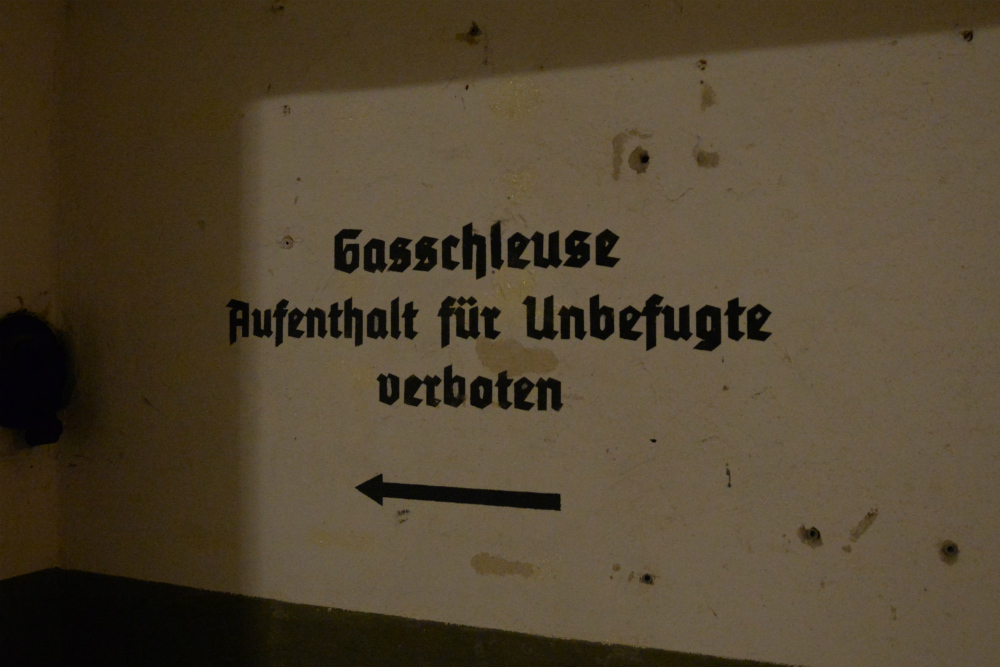 Gasschleuse
Aufenthalt für Unbefugte
verboten